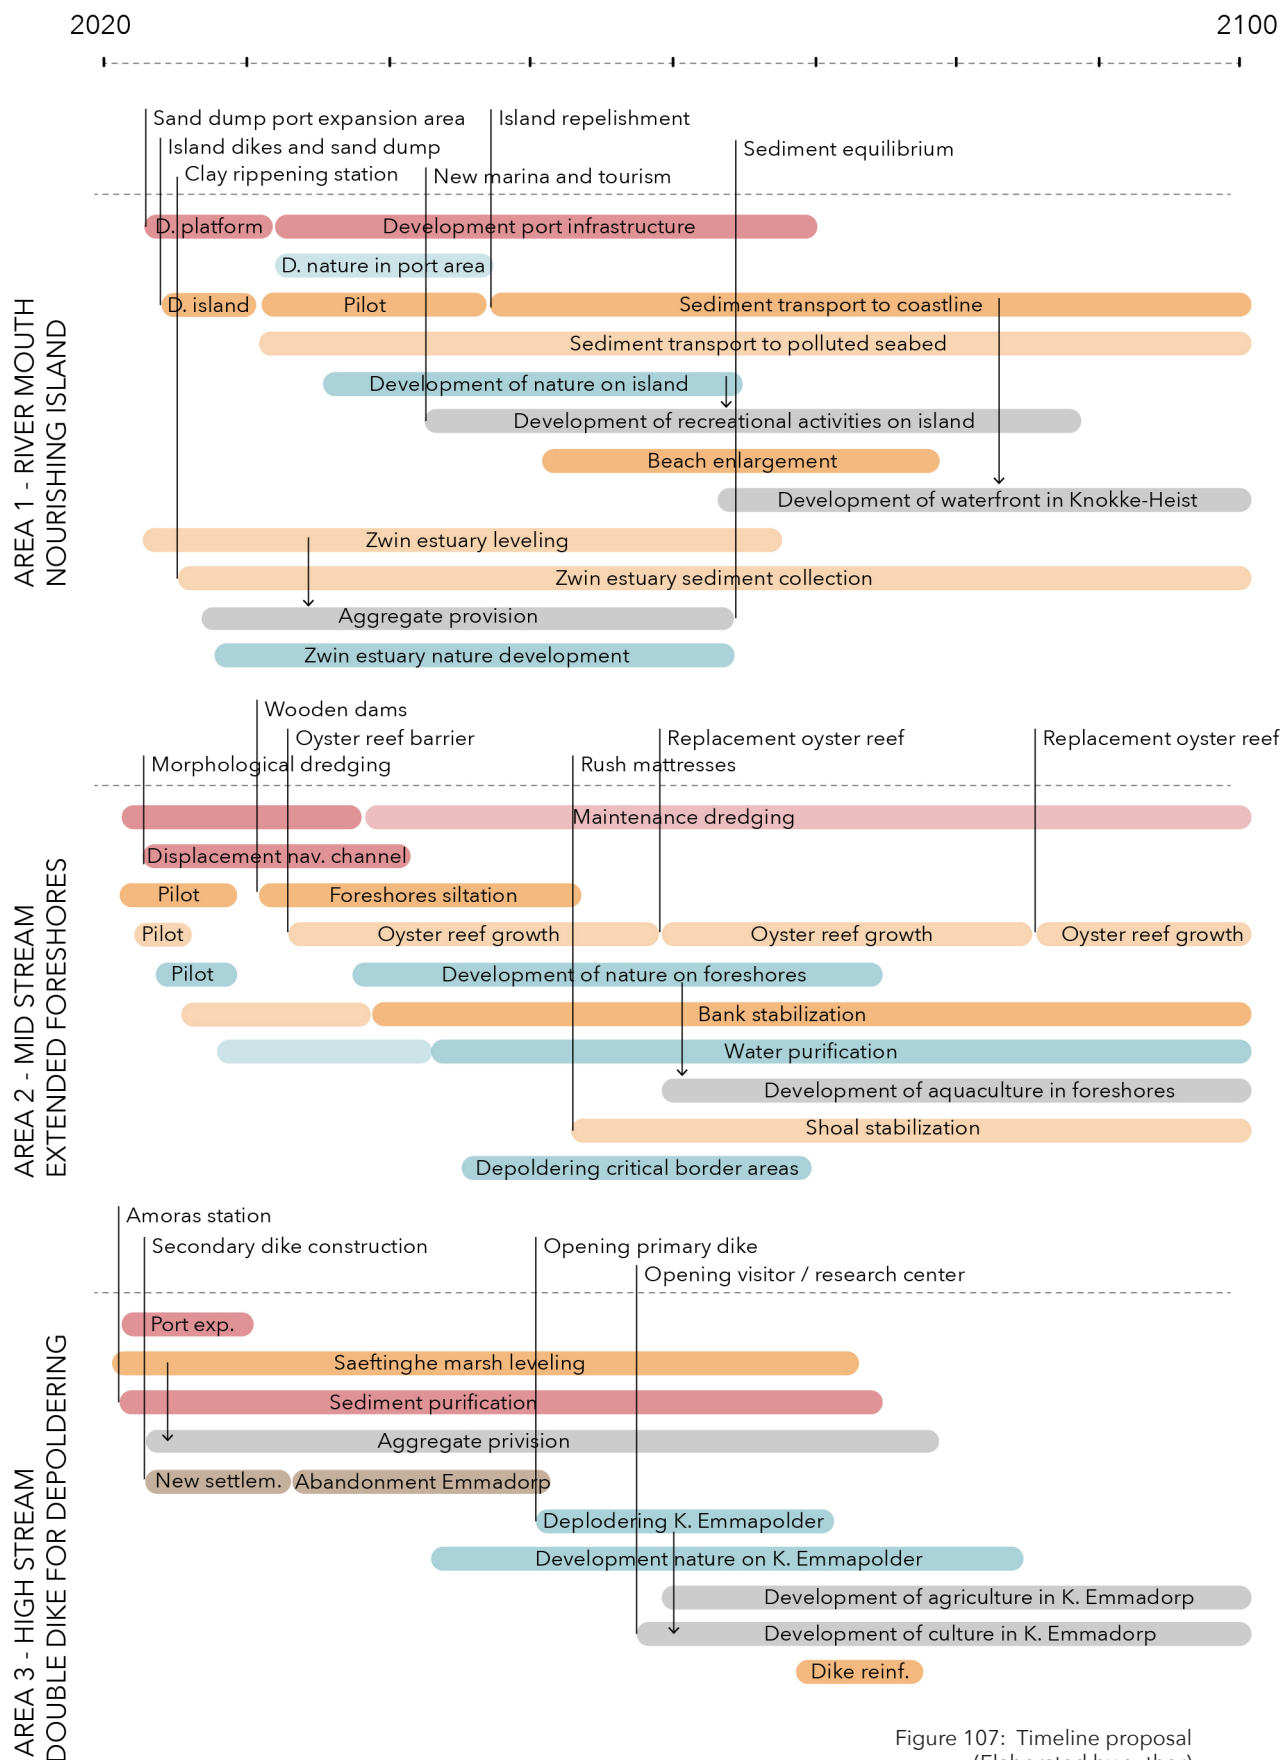 2020
2100
AREA 1 - RIVER MOUTH
NOURISHING ISLAND
Sand dump port expansion area
Island repelishment
Island dikes and sand dump
Sediment equilibrium
Clay rippening station
New marina and tourism
D. platform
Development port infrastructure
D. nature in port area
D. island
Pilot
Sediment transport to coastline
Sediment transport to polluted seabed
Development of nature on island
Development of recreational activities on island
Beach enlargement
Development of waterfront in Knokke-Heist
Zwin estuary leveling
Zwin estuary sediment collection
Aggregate provision
Zwin estuary nature development
AREA 2 - MID STREAM
EXTENDED FORESHORES
Wooden dams
Oyster reef barrier
Replacement oyster reef
Replacement oyster reef
Morphological dredging
Rush mattresses
Maintenance dredging
Displacement nav. channel
Pilot
Foreshores siltation
Pilot
Oyster reef growth
Oyster reef growth
Oyster reef growth
Pilot
Development of nature on foreshores
Bank stabilization
Water purification
Development of aquaculture in foreshores
Shoal stabilization
Depoldering critical border areas
AREA 3 - HIGH STREAM
DOUBLE DIKE FOR DEPOLDERING
Amoras station
Secondary dike construction
Opening primary dike
Opening visitor / research center
Port exp.
Saeftinghe marsh leveling
Sediment purification
Aggregate privision
New settlem.
Abandonment Emmadorp
Deplodering K. Emmapolder
Development nature on K. Emmapolder
Development of agriculture in K. Emmadorp
Development of culture in K. Emmadorp
Dike reinf.
Figure 107: Timeline proposal
(Elaborated by author)